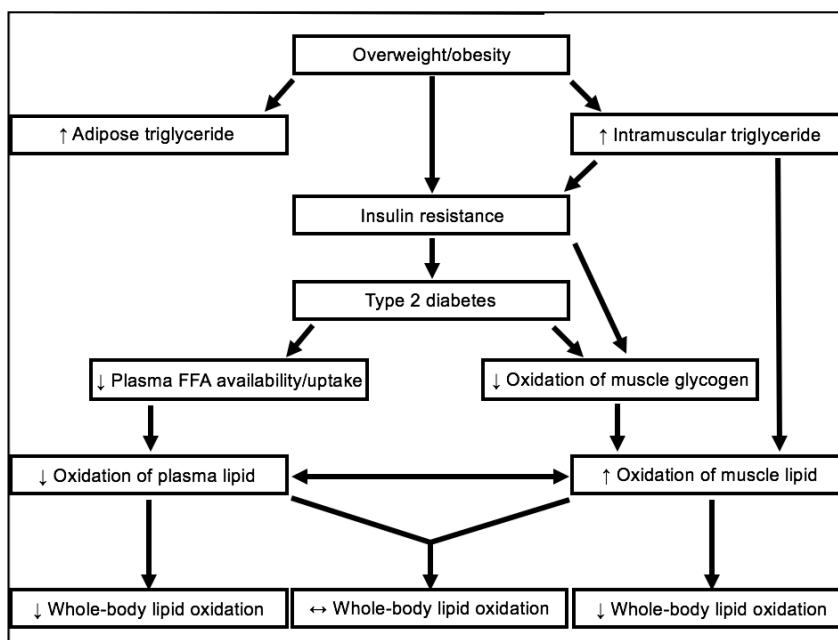 Overweight/obesity
↑ Adipose triglyceride
↑ Intramuscular triglyceride
Insulin resistance
Type 2 diabetes
↓ Plasma FFA availability/uptake
↓ Oxidation of muscle glycogen
↓ Oxidation of plasma lipid
↑ Oxidation of muscle lipid
↓ Whole-body lipid oxidation
↔ Whole-body lipid oxidation
↓ Whole-body lipid oxidation